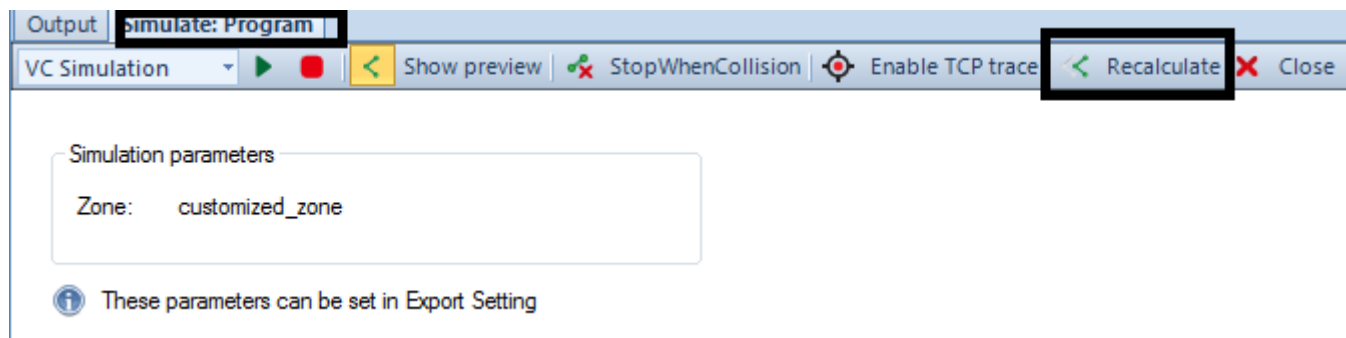 Output Simulate: Program
VC Simulation Show preview StopWhenCollision Enable TCP trace Recalculate Close
Simulation parameters
Zone: customized_zone
These parameters can be set in Export Setting